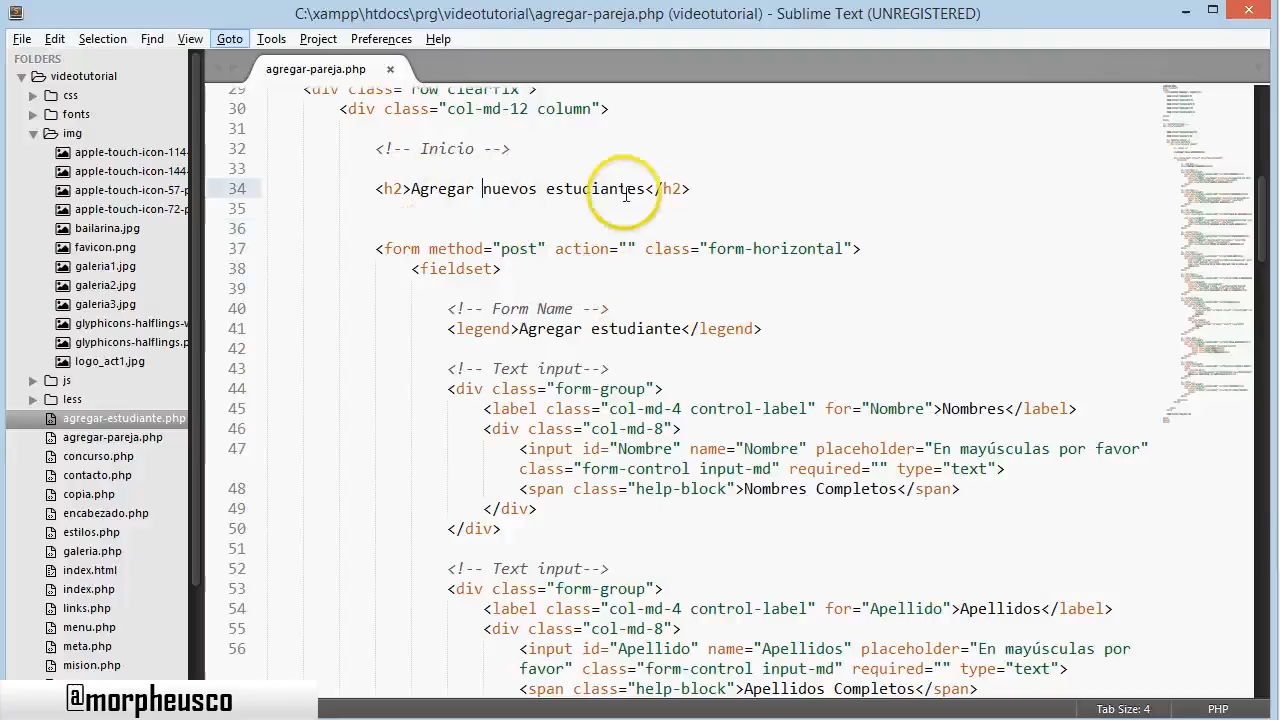 C:\xampp\htdocs\prg\videotutorial\agregar-pareja.php (videotutorial) - Sublime Text (UNREGISTERED)
File Edit Selection Find View Goto Tools Project Preferences Help
FOLDERS
videotutorial
css
fonts
img
apple-touch-icon-114-
apple-touch-icon-144-
apple-touch-icon-57-p
apple-touch-icon-72-p
favicon.png
glyphicons-halflings-w
logo_act1.jpg
js
less
agregar-estudiante.php
agregar-pareja.php
concurso.php
contacto.php
copia.php
encabezado.php
estilos.php
galeria.php
index.html
index.php
links.php
menu.php
meta.php
mision.php
@morpheusco
agregar-pareja.php
29 <div class="row clearfix">
30 <div class="col-md-12 column">
31
32 <!-- Inicio -->
33
34 <h2>Agregar estudiantes</h2>
35
36
37 <form method= action="" class="form-horizontal">
38 <fieldset>
39
40 <!-- Form Name
41 <legend>Agregar estudiante</legend>
42
43 <!-- Text input-->
44 <div class="form-group">
45 <label class="col-md-4 control-label" for="Nombre">Nombres</label>
46 <div class="col-md-8">
47 <input id="Nombre" name="Nombre" placeholder="En mayúsculas por favor"
class="form-control input-md" required="" type="text">
48 <span class="help-block">Nombres Completos</span>
49 </div>
50 </div>
51
52 <!-- Text input-->
53 <div class="form-group">
54 <label class="col-md-4 control-label" for="Apellido">Apellidos</label>
55 <div class="col-md-8">
56 <input id="Apellido" name="Apellidos" placeholder="En mayúsculas por
favor" class="form-control input-md" required="" type="text">
<span class="help-block">Apellidos Completos</span>
Tab Size: 4 PHP